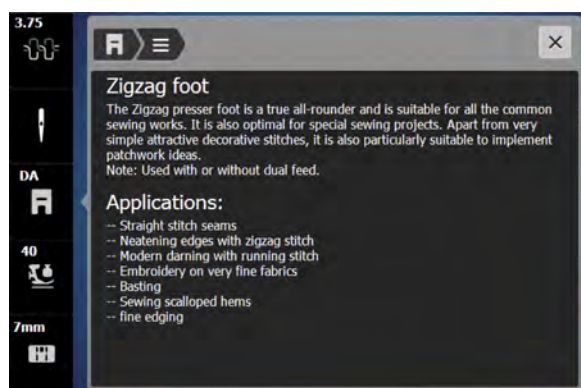 3.75
DA
40
7mm
Zigzag foot
The Zigzag presser foot is a true all-rounder and is suitable for all the common
sewing works. It is also optimal for special sewing projects. Apart from very
simple attractive decorative stitches, it is also particularly suitable to implement
patchwork ideas.
Note: Used with or without dual feed.
Applications:
-- Straight stitch seams
-- Neatening edges with zigzag stitch
-- Modern darning with running stitch
-- Embroidery on very fine fabrics
-- Basting
-- Sewing scalloped hems
-- fine edging